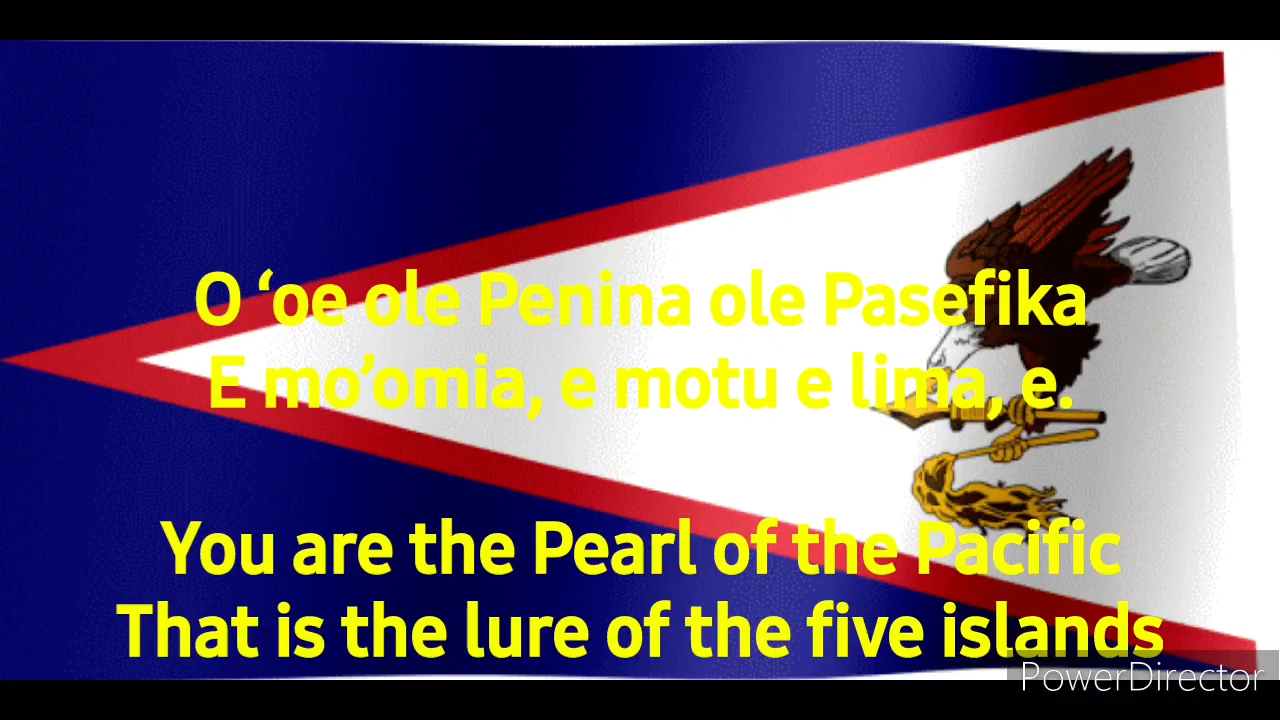 O ‘oe ole Penina ole Pasefika
E mo’omia, e motu e lima, e.
You are the Pearl of the Pacific
That is the lure of the five islands
PowerDirector